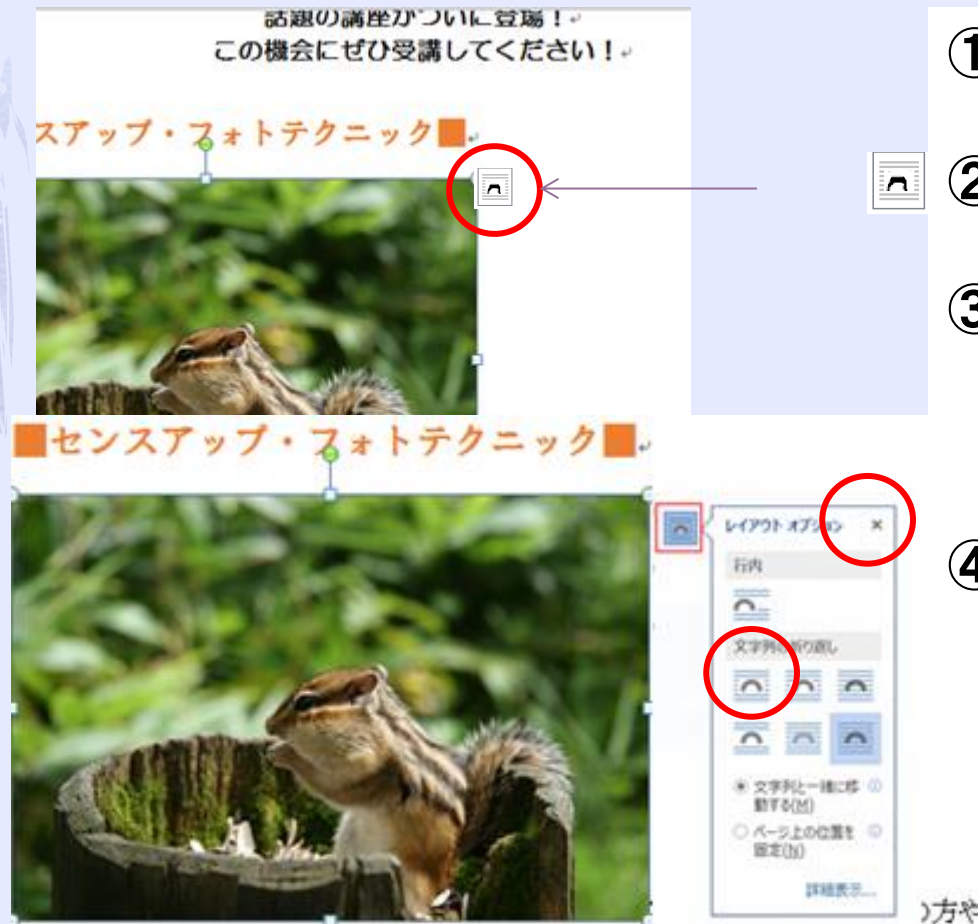 話題の講座がついに登場！
この機会にぜひ受講してください！
スアップ・フォトテクニック■
①
②
③
■センスアップ・フォトテクニック■
レイアウト オプション ×
行内
文字列の折り返し
④
文字列と一緒に移
動する(M)
ページ上の位置を
固定(N)
詳細表示...
方や